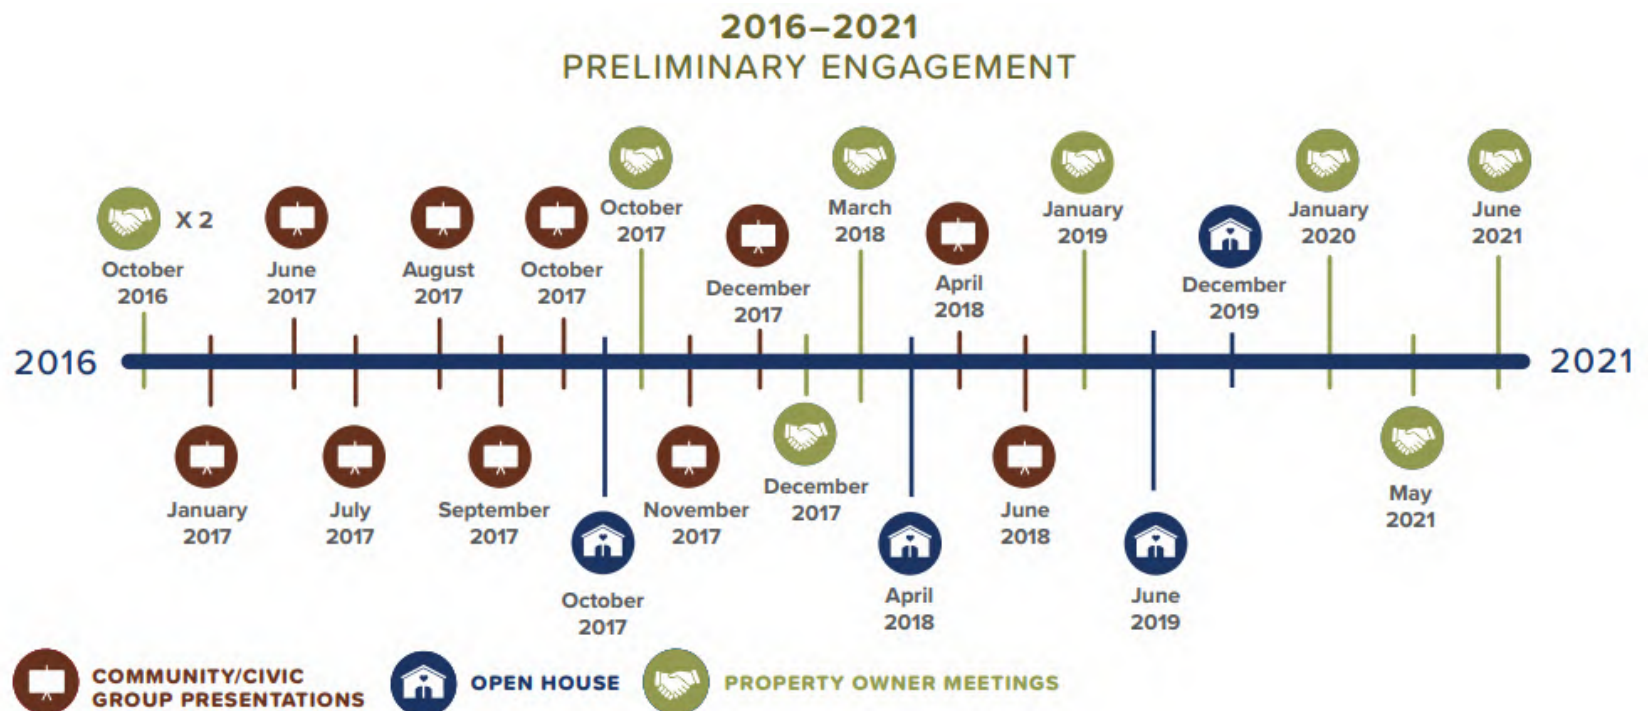 2016–2021
PRELIMINARY ENGAGEMENT
X 2
October
2016
June
2017
August
2017
October
2017
October
2017
December
2017
March
2018
April
2018
January
2019
December
2019
January
2020
June
2021
2016
2021
January
2017
July
2017
September
2017
October
2017
November
2017
December
2017
April
2018
June
2018
June
2019
May
2021
COMMUNITY/CIVIC
GROUP PRESENTATIONS
OPEN HOUSE
PROPERTY OWNER MEETINGS